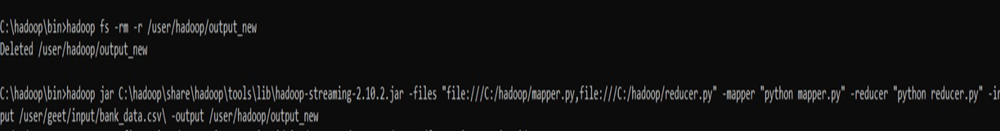 C:\hadoop\bin>hadoop fs -rm -r /user/hadoop/output_new
Deleted /user/hadoop/output_new
C:\hadoop\bin>hadoop jar C:\hadoop\share\hadoop\tools\lib\hadoop-streaming-2.10.2.jar -files "file:///C:/hadoop/mapper.py,file:///C:/hadoop/reducer.py" -mapper "python mapper.py" -reducer "python reducer.py" -in
put /user/geet/input/bank_data.csv\ -output /user/hadoop/output_new